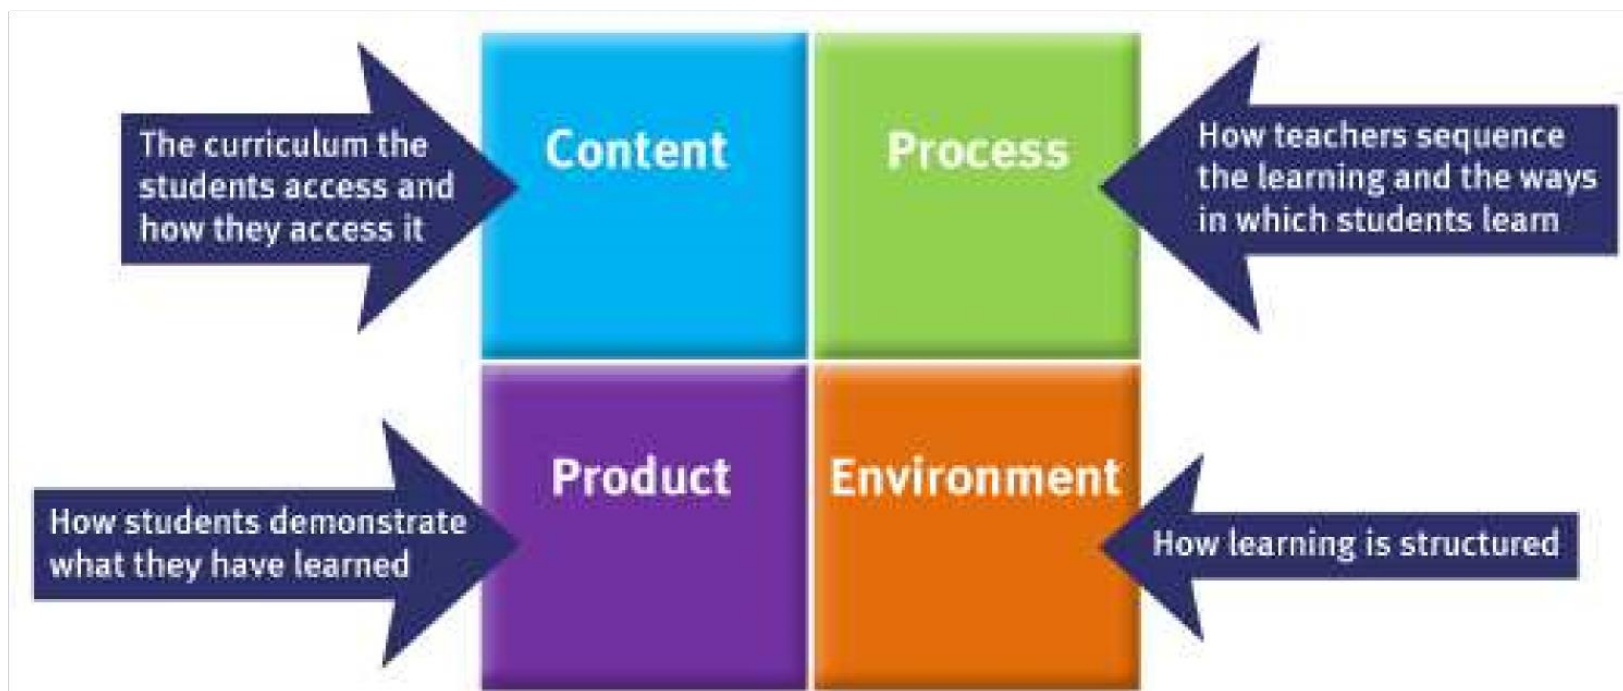 The curriculum the
students access and
how they access it
Content
Process
How teachers sequence
the learning and the ways
in which students learn
How students demonstrate
what they have learned
Product
Environment
How learning is structured